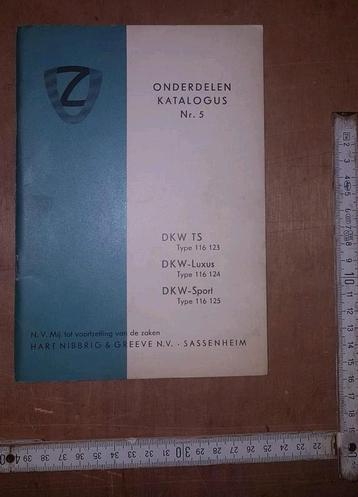 Z
ONDERDELEN
KATALOGUS
Nr. 5
DKW TS
Type 116 123
DKW-Luxus
Type 116 124
DKW-Sport
Type 116 125
N.V. Mij. tot voortzetting van de zaken
HART NIBBRIG & GREEVE N.V. · SASSENHEIM